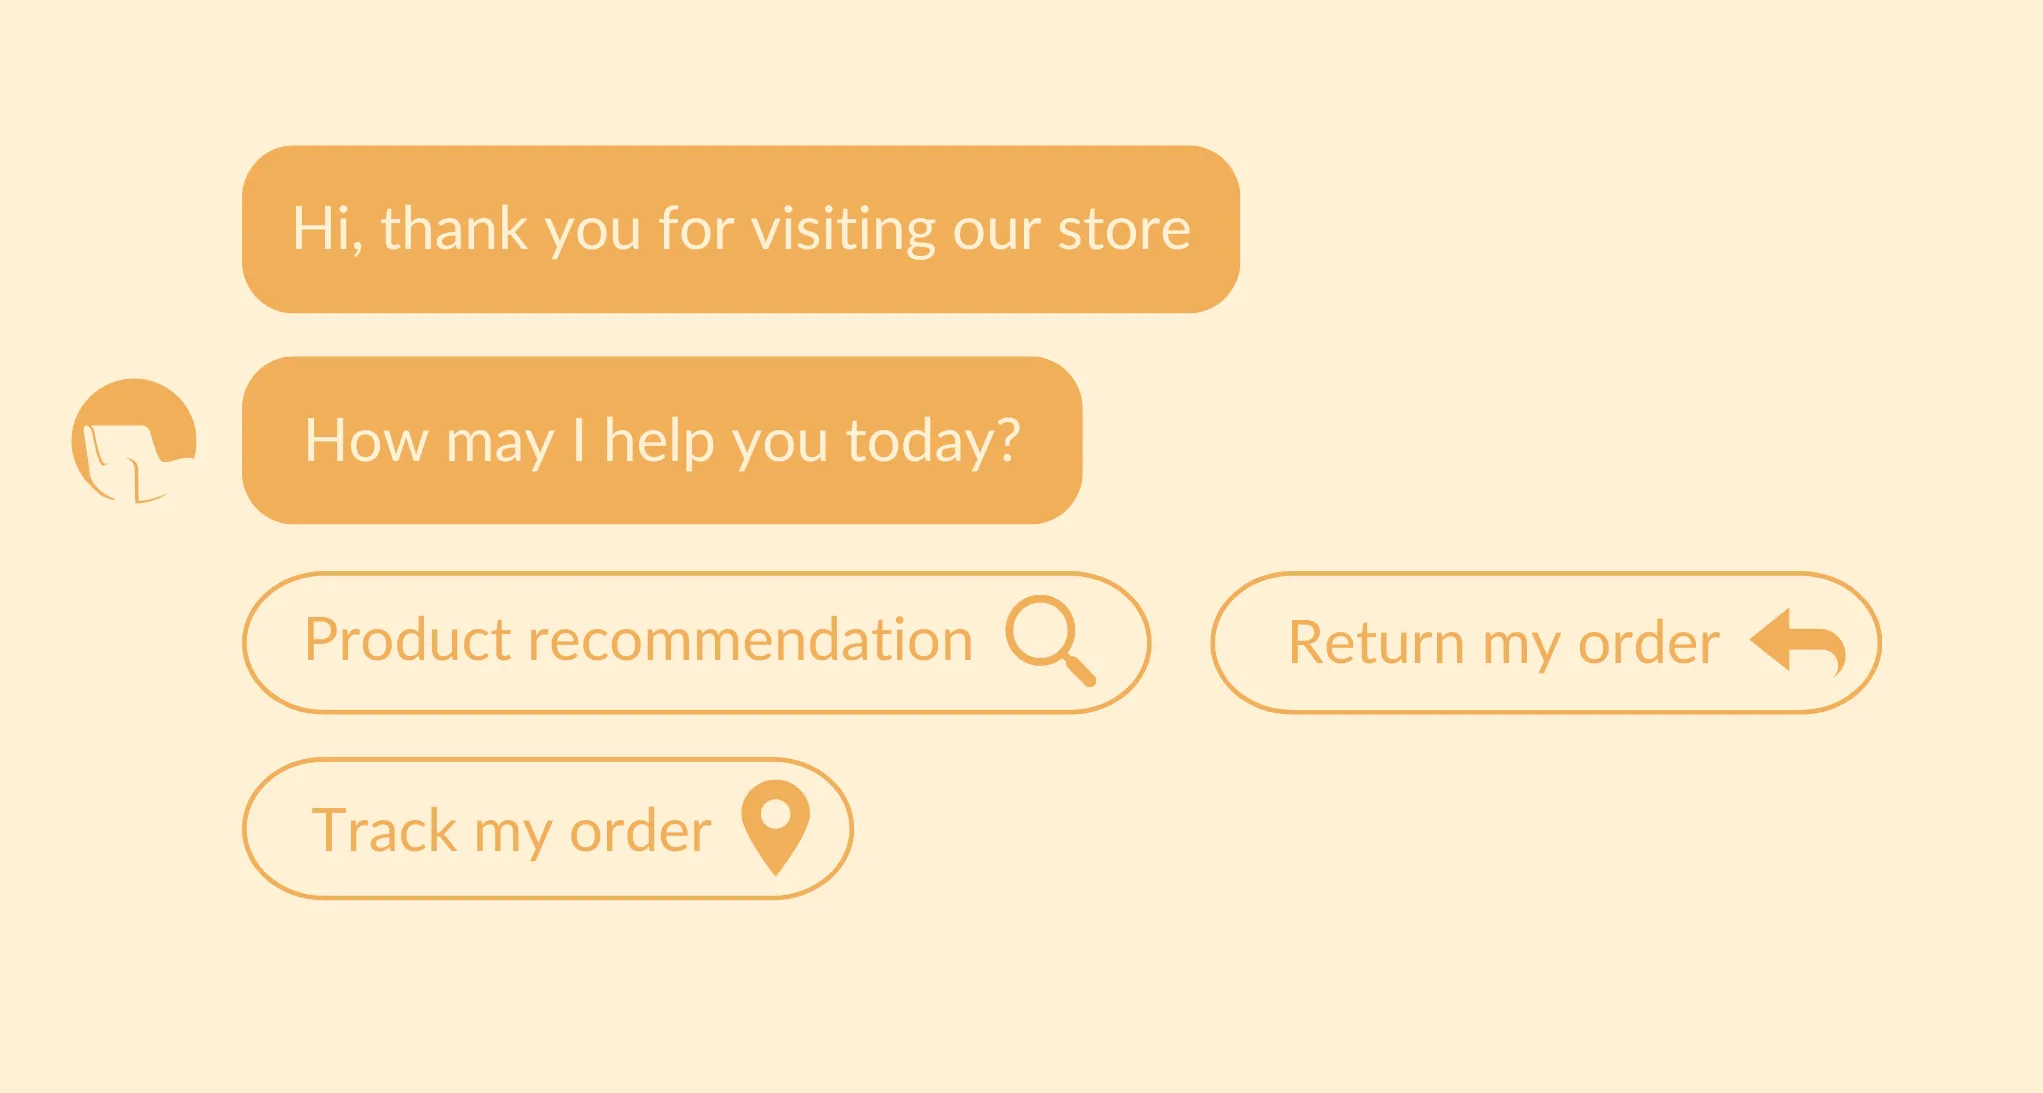 Hi, thank you for visiting our store
How may I help you today?
Product recommendation
Return my order
Track my order